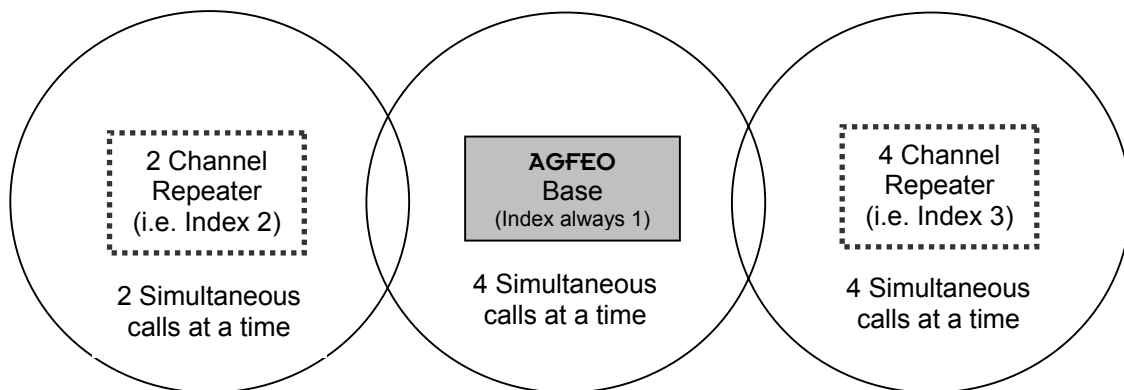 2 Channel
Repeater
(i.e. Index 2)
2 Simultaneous
calls at a time
AGFEO
Base
(Index always 1)
4 Simultaneous
calls at a time
4 Channel
Repeater
(i.e. Index 3)
4 Simultaneous
calls at a time